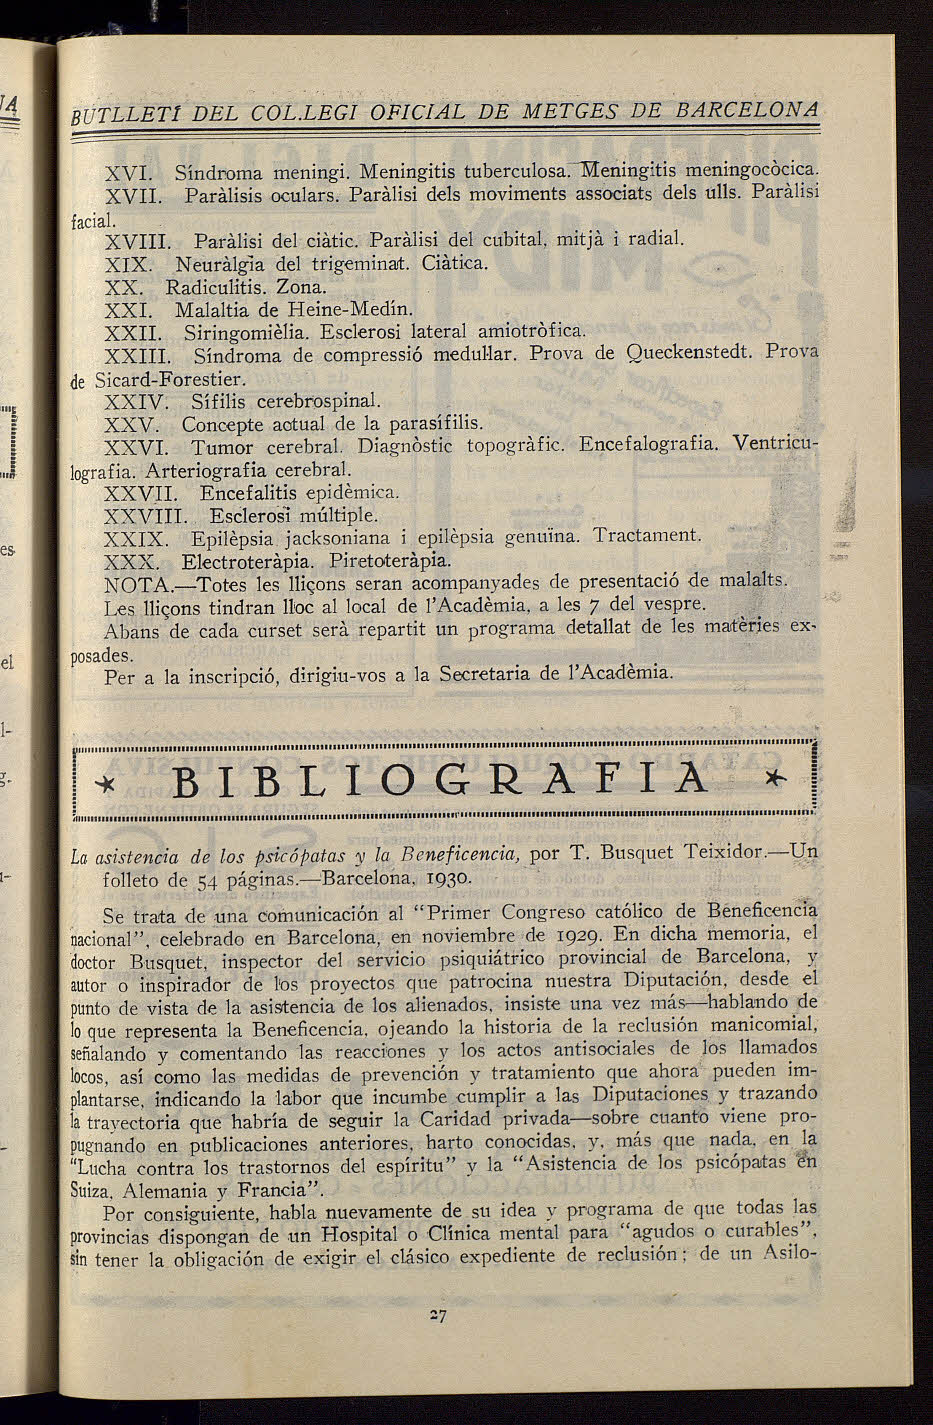 BUTLLETÍ DEL COL.LEGI OFICIAL DE METGES DE BARCELONA
XVI. Síndroma meningi. Meningitis tuberculosa. Meningitis meningocòcica.
XVII. Paràlisis oculars. Paràlisi dels moviments associats dels ulls. Paràlisi
facial.
XVIII. Paràlisi del ciàtic. Paràlisi del cubital, mitjà i radial.
XIX. Neuràlgia del trigeminat. Ciàtica.
XX. Radiculitis. Zona.
XXI. Malaltia de Heine-Medín.
XXII. Siringomièlia. Esclerosi lateral amiotròfica.
XXIII. Síndroma de compressió medul·lar. Prova de Queckenstedt. Prova
de Sicard-Forestier.
XXIV. Sífilis cerebrospinal.
XXV. Concepte actual de la parasífilis.
XXVI. Tumor cerebral. Diagnòstic topogràfic. Encefalografia. Ventricu-
lografia. Arteriografia cerebral.
XXVII. Encefalitis epidèmica.
XXVIII. Esclerosi múltiple.
XXIX. Epilèpsia jacksoniana i epilèpsia genuïna. Tractament.
XXX. Electroteràpia. Piretoteràpia.
NOTA.—Totes les lliçons seran acompanyades de presentació de malalts.
Les lliçons tindran lloc al local de l'Acadèmia, a les 7 del vespre.
Abans de cada curset serà repartit un programa detallat de les matèries ex-
posades.
Per a la inscripció, dirigiu-vos a la Secretaria de l'Acadèmia.
BIBLIOGRAFIA
La asistencia de los psicópatas y la Beneficencia, por T. Busquet Teixidor.—Un
folleto de 54 páginas.—Barcelona, 1930.
Se trata de una comunicación al "Primer Congreso católico de Beneficencia
nacional", celebrado en Barcelona, en noviembre de 1929. En dicha memoria, el
doctor Busquet, inspector del servicio psiquiátrico provincial de Barcelona, y
autor o inspirador de los proyectos que patrocina nuestra Diputación, desde el
punto de vista de la asistencia de los alienados, insiste una vez más—hablando de
lo que representa la Beneficencia, ojeando la historia de la reclusión manicomial,
señalando y comentando las reacciones y los actos antisociales de los llamados
locos, así como las medidas de prevención y tratamiento que ahora pueden im-
plantarse, indicando la labor que incumbe cumplir a las Diputaciones y trazando
la trayectoria que habría de seguir la Caridad privada—sobre cuanto viene pro-
pugnando en publicaciones anteriores, harto conocidas, y, más que nada, en la
"Lucha contra los trastornos del espíritu" y la "Asistencia de los psicópatas en
Suiza, Alemania y Francia".
Por consiguiente, habla nuevamente de su idea y programa de que todas las
provincias dispongan de un Hospital o Clínica mental para "agudos o curables",
sin tener la obligación de exigir el clásico expediente de reclusión; de un Asilo-
27